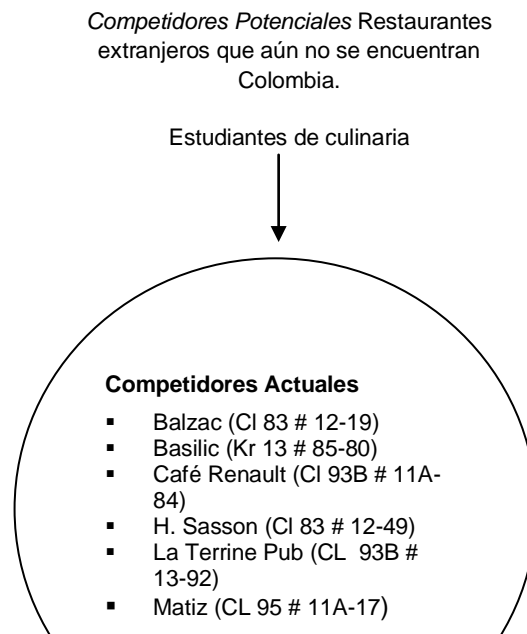 Competidores Potenciales Restaurantes
extranjeros que aún no se encuentran
Colombia.
Estudiantes de culinaria
Competidores Actuales
▪ Balzac (Cl 83 # 12-19)
▪ Basilic (Kr 13 # 85-80)
▪ Café Renault (Cl 93B # 11A-
84)
▪ H. Sasson (Cl 83 # 12-49)
▪ La Terrine Pub (CL 93B #
13-92)
▪ Matiz (CL 95 # 11A-17)